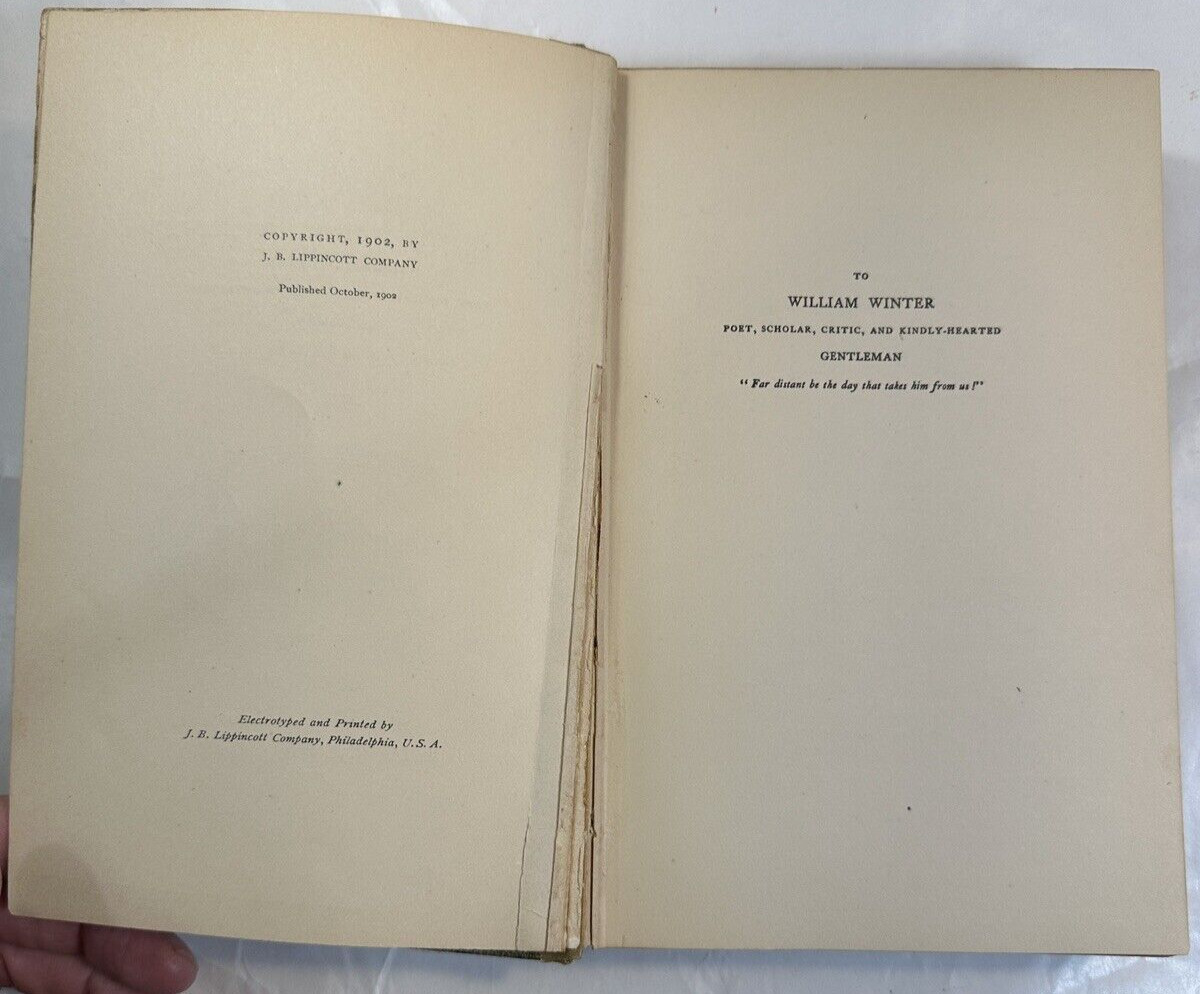 COPYRIGHT, 1902, BY
J. B. LIPPINCOTT COMPANY
Published October, 1902
Electrotyped and Printed by
J. B. Lippincott Company, Philadelphia, U. S. A.
TO
WILLIAM WINTER
POET, SCHOLAR, CRITIC, AND KINDLY-HEARTED
GENTLEMAN
"Far distant be the day that takes him from us!"